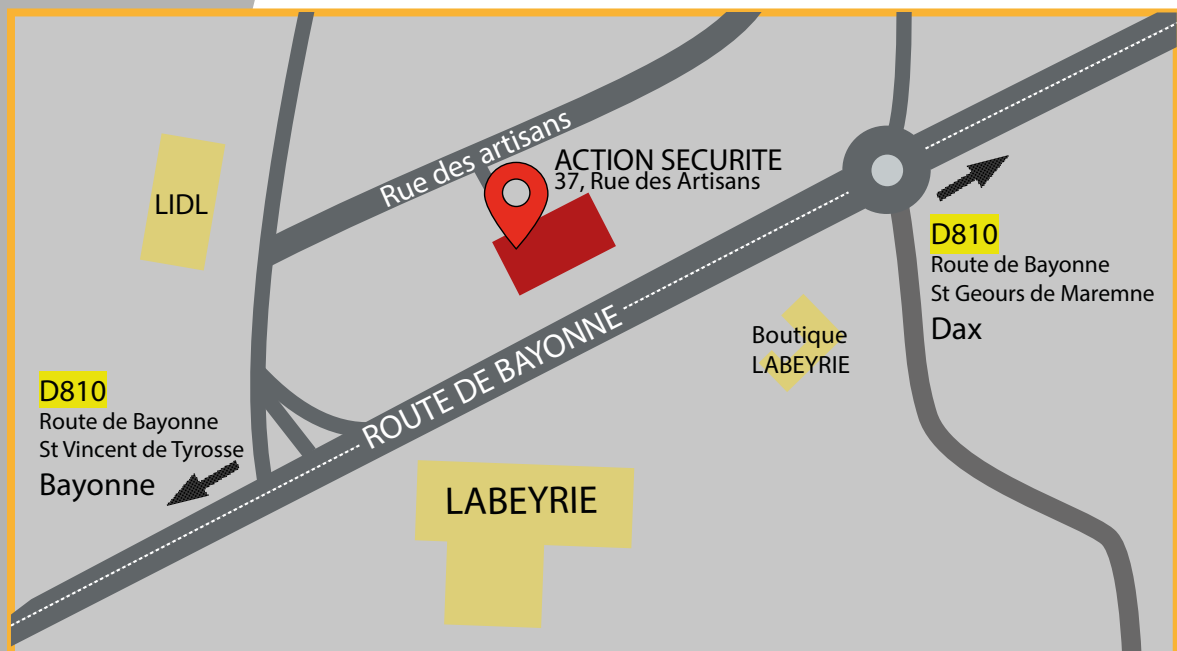 Rue des artisans
ACTION SECURITE
37, Rue des Artisans
LIDL
D810
Route de Bayonne
St Geours de Maremne
Dax
ROUTE DE BAYONNE
Boutique
LABEYRIE
D810
Route de Bayonne
St Vincent de Tyrosse
Bayonne
LABEYRIE